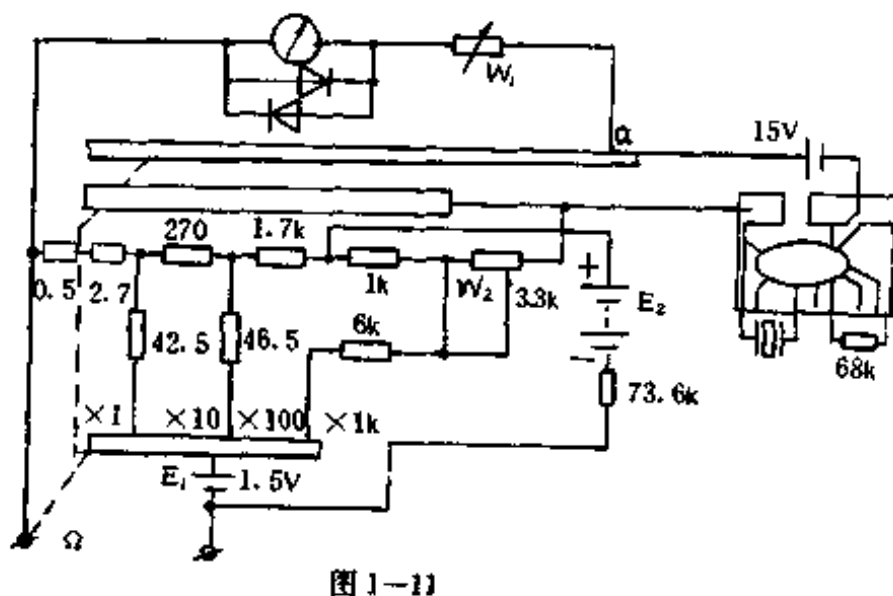 W₁
α
15V
270
1.7k
0.5
2.7
1k
W₂
3.3k
+
E₂
42.5
46.5
6k
-
73.6k
68k
×1
×10
×100
×1k
E₁
1.5V
Ω
图1-11